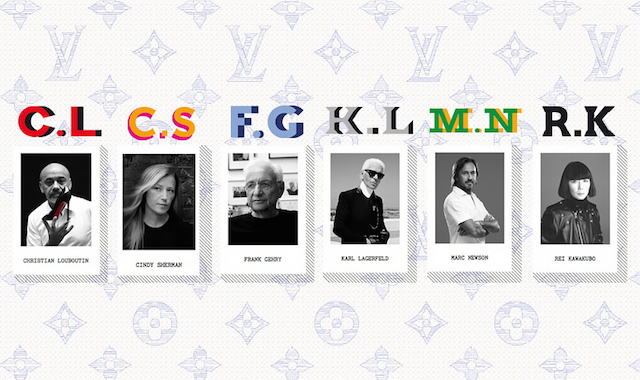 C.L
C.S
F.G
K.L
M.N
R.K
CHRISTIAN LOUBOUTIN
CINDY SHERMAN
FRANK GEHRY
KARL LAGERFELD
MARC NEWSON
REI KAWAKUBO